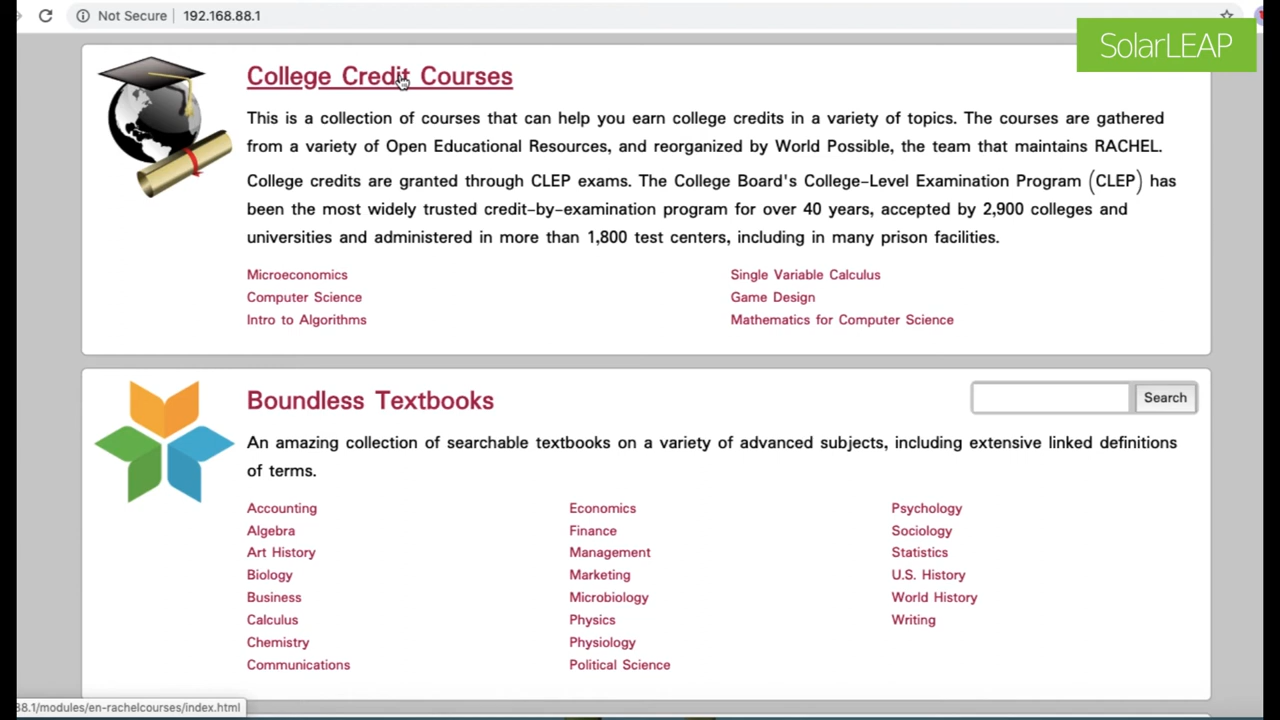 Not Secure
192.168.88.1
SolarLEAP
College Credit Courses
This is a collection of courses that can help you earn college credits in a variety of topics. The courses are gathered
from a variety of Open Educational Resources, and reorganized by World Possible, the team that maintains RACHEL.
College credits are granted through CLEP exams. The College Board's College-Level Examination Program (CLEP) has
been the most widely trusted credit-by-examination program for over 40 years, accepted by 2,900 colleges and
universities and administered in more than 1,800 test centers, including in many prison facilities.
Microeconomics
Computer Science
Intro to Algorithms
Single Variable Calculus
Game Design
Mathematics for Computer Science
Boundless Textbooks
Search
An amazing collection of searchable textbooks on a variety of advanced subjects, including extensive linked definitions
of terms.
Accounting
Algebra
Art History
Biology
Business
Calculus
Chemistry
Communications
Economics
Finance
Management
Marketing
Microbiology
Physics
Physiology
Political Science
Psychology
Sociology
Statistics
U.S. History
World History
Writing
38.1/modules/en-rachelcourses/index.html